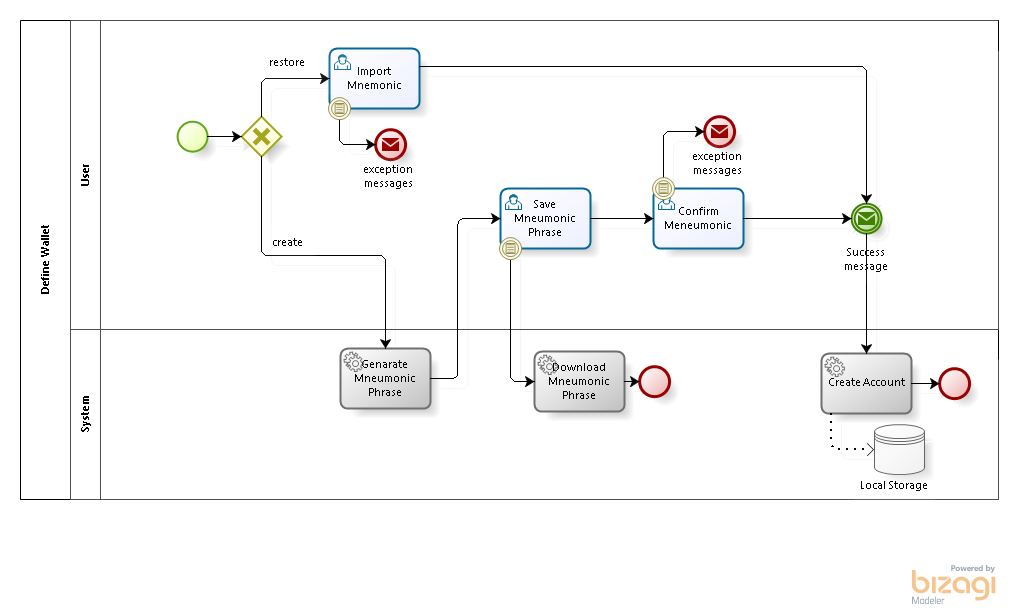 Define Wallet
User
restore
Import
Mnemonic
exception
messages
create
Save
Mneumonic
Phrase
exception
messages
Confirm
Meneumonic
Success
message
System
Genarate
Mneumonic
Phrase
Download
Mneumonic
Phrase
Create Account
Local Storage
Powered by
bizagi
Modeler